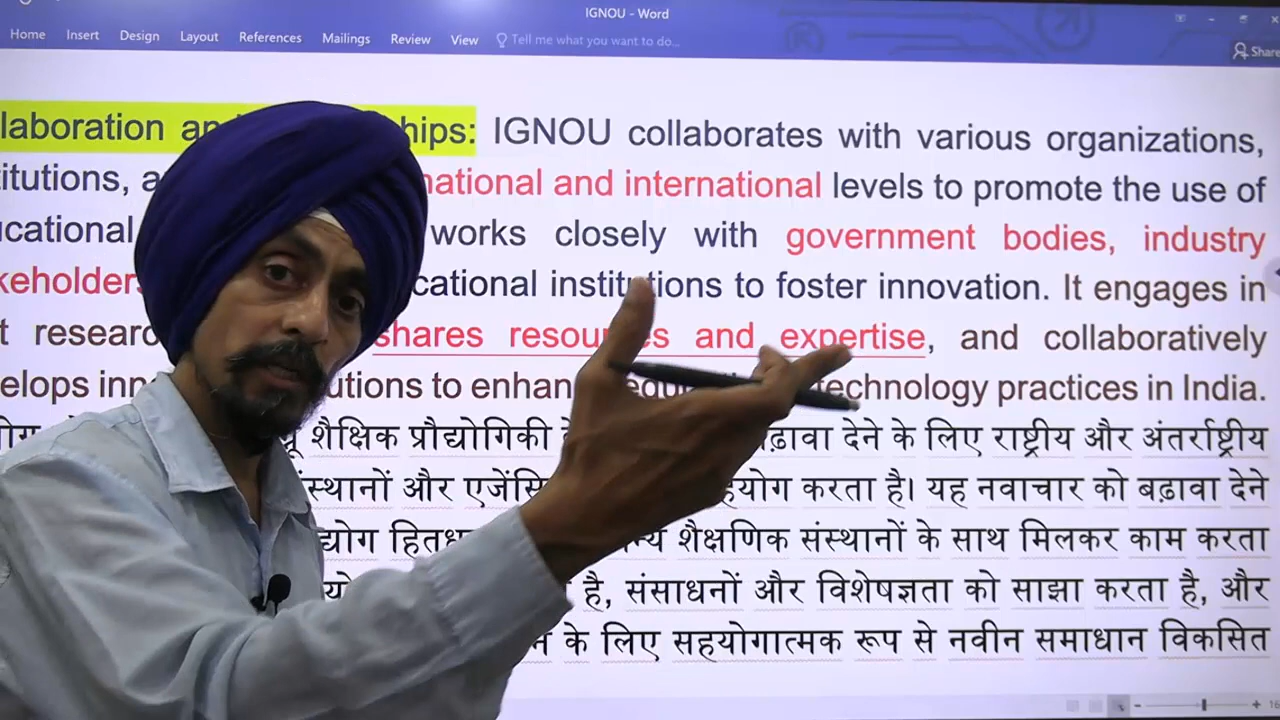 IGNOU - Word
Home Insert Design Layout References Mailings Review View Tell me what you want to do... Share
laboration an hips: IGNOU collaborates with various organizations,
titutions, a national and international levels to promote the use of
ucational works closely with government bodies, industry
keholders cational institutions to foster innovation. It engages in
t researc shares resources and expertise, and collaboratively
elops inn utions to enhan technology practices in India.
शैक्षिक प्रौद्योगिकी बढ़ावा देने के लिए राष्ट्रीय और अंतर्राष्ट्रीय
स्थानों और एजेंसि हयोग करता है। यह नवाचार को बढ़ावा देने
द्योग हितध न्य शैक्षणिक संस्थानों के साथ मिलकर काम करता
है, संसाधनों और विशेषज्ञता को साझा करता है, और
के लिए सहयोगात्मक रूप से नवीन समाधान विकसित